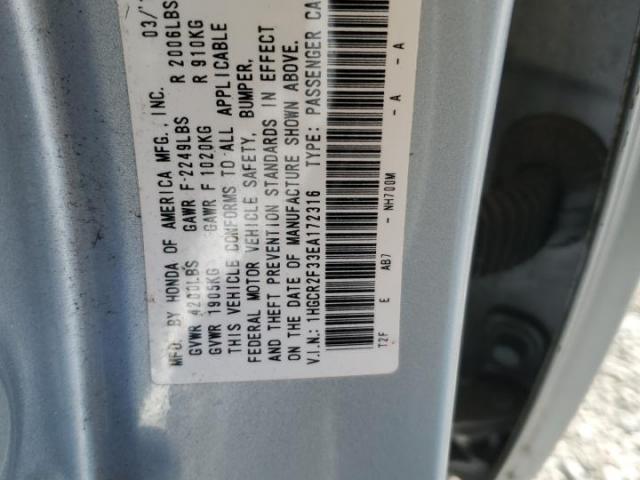 MFD. BY HONDA OF AMERICA MFG., INC. 03/
GVWR 4200LBS GAWR F-2249LBS R 2006LBS
GVWR 1905KG GAWR F 1020KG R 910KG
THIS VEHICLE CONFORMS TO ALL APPLICABLE
FEDERAL MOTOR VEHICLE SAFETY, BUMPER,
AND THEFT PREVENTION STANDARDS IN EFFECT
ON THE DATE OF MANUFACTURE SHOWN ABOVE.
V.I.N.: 1HGCR2F33EA172316 TYPE: PASSENGER CA
T2F E AB7 - NH700M - A - A